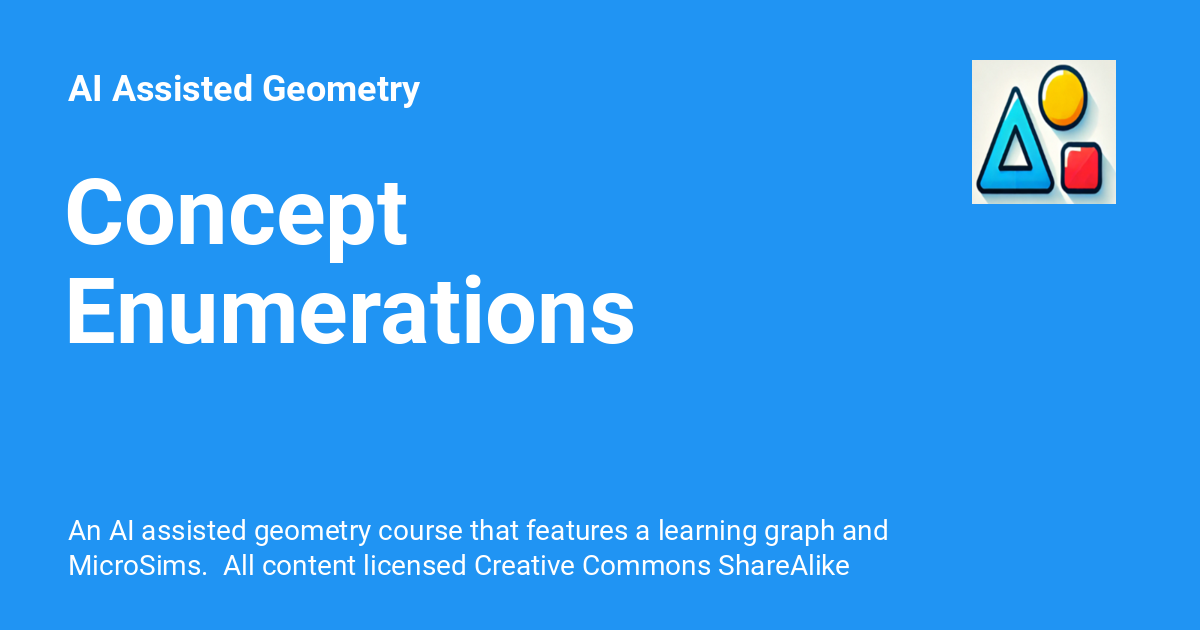 AI Assisted Geometry
Concept
Enumerations
An AI assisted geometry course that features a learning graph and
MicroSims.  All content licensed Creative Commons ShareAlike